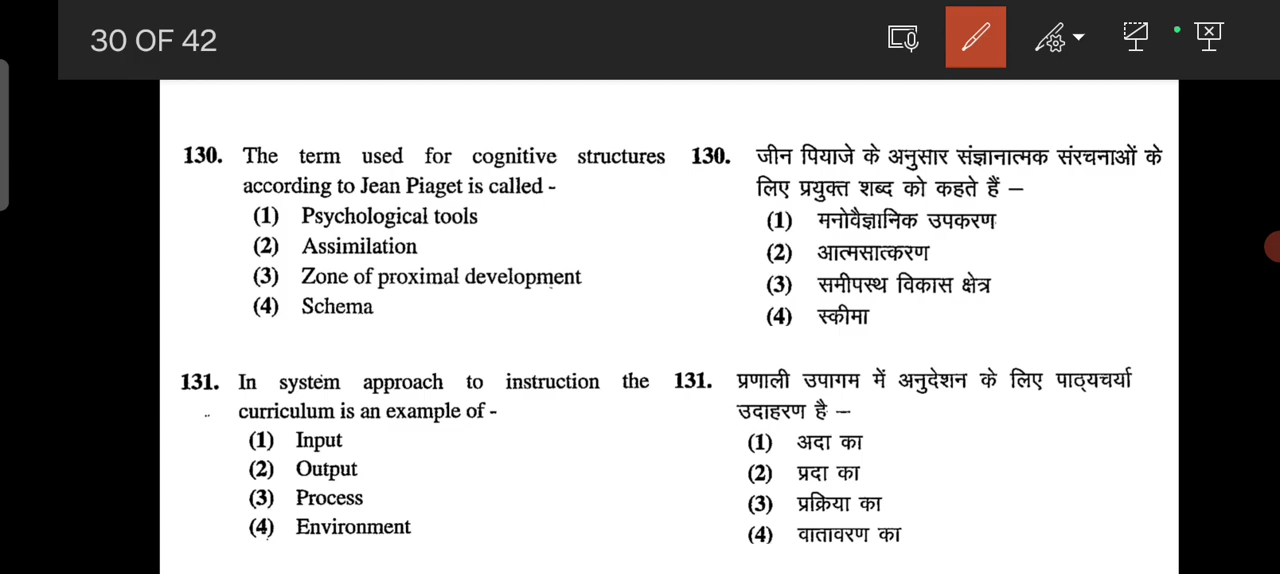 30 OF 42
130. The term used for cognitive structures
according to Jean Piaget is called -
(1) Psychological tools
(2) Assimilation
(3) Zone of proximal development
(4) Schema
131. In system approach to instruction the
curriculum is an example of -
(1) Input
(2) Output
(3) Process
(4) Environment
130. जीन पियाजे के अनुसार संज्ञानात्मक संरचनाओं के
लिए प्रयुक्त शब्द को कहते हैं –
(1) मनोवैज्ञानिक उपकरण
(2) आत्मसात्करण
(3) समीपस्थ विकास क्षेत्र
(4) स्कीमा
131. प्रणाली उपागम में अनुदेशन के लिए पाठ्यचर्या
उदाहरण है –
(1) अदा का
(2) प्रदा का
(3) प्रक्रिया का
(4) वातावरण का